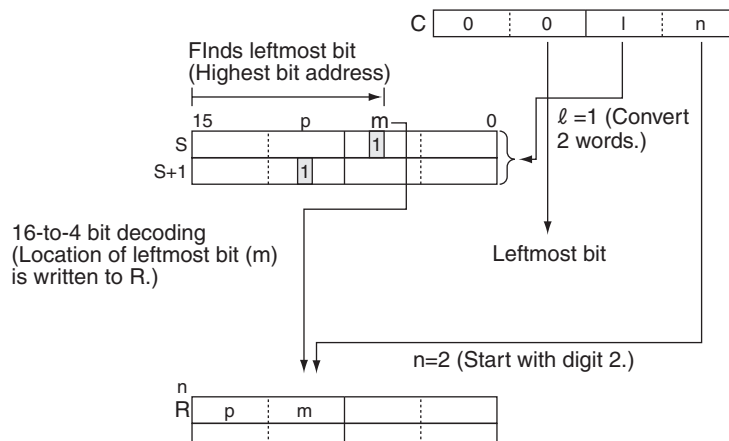 C 0 0 l n
FInds leftmost bit
(Highest bit address)
15 p m 0
ℓ =1 (Convert
2 words.)
S 1
S+1 1
16-to-4 bit decoding
(Location of leftmost bit (m)
is written to R.)
Leftmost bit
n=2 (Start with digit 2.)
n
R p m